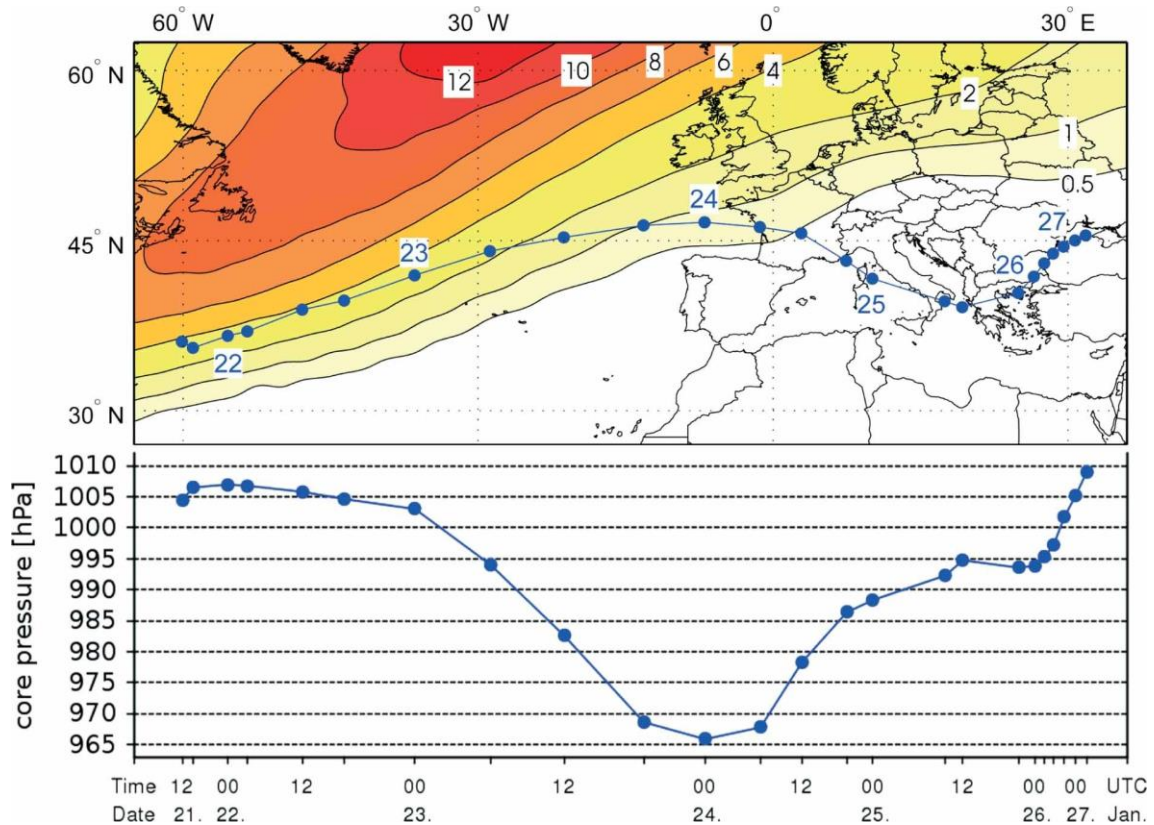 60° W 30° W 0° 30° E
60° N
45° N
30° N
12 10 8 6 4 2 1 0.5
22 23 24 25 26 27
1010
1005
1000
995
990
985
980
975
970
965
core pressure [hPa]
Time 12 00 12 00 12 00 12 00 12 00 00 UTC
Date 21. 22. 23. 24. 25. 26. 27. Jan.